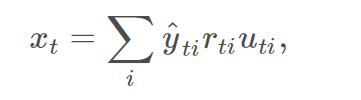 $x_t = \sum_i \hat{y}_{ti} r_{ti} u_{ti},$